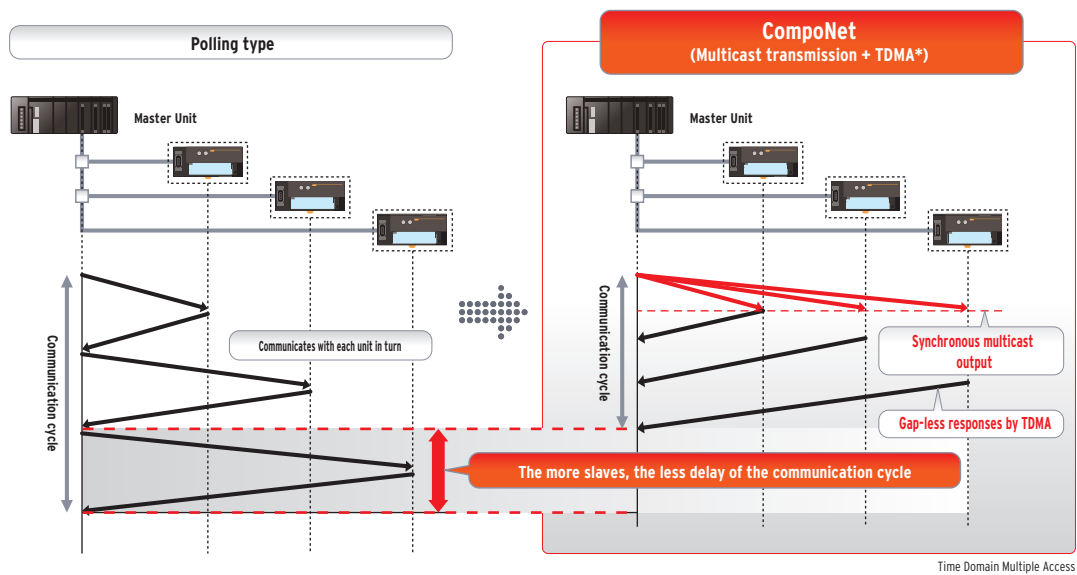 Polling type
CompoNet
(Multicast transmission + TDMA*)
Master Unit
Master Unit
Communication cycle
Communicates with each unit in turn
Communication cycle
Synchronous multicast
output
Gap-less responses by TDMA
The more slaves, the less delay of the communication cycle
Time Domain Multiple Access